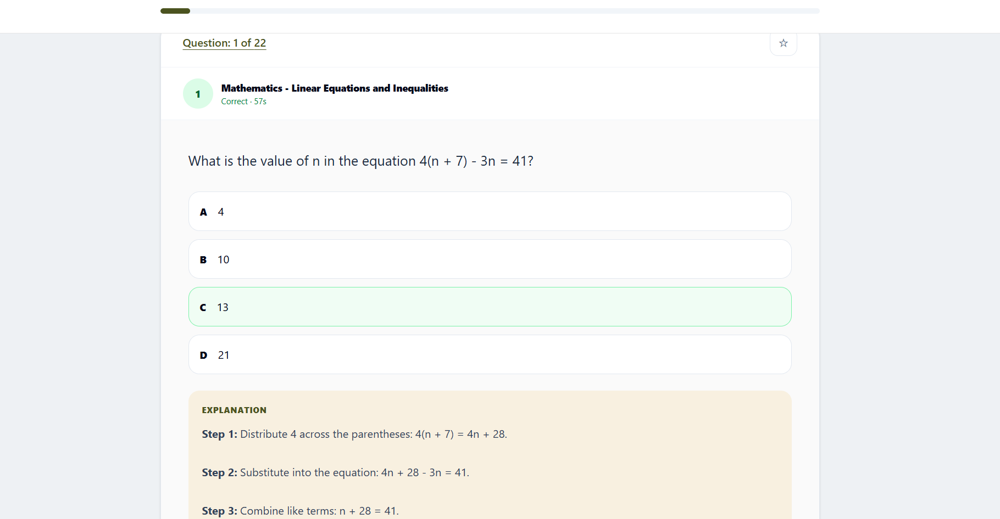 Question: 1 of 22
☆
1
Mathematics - Linear Equations and Inequalities
Correct · 57s
What is the value of n in the equation 4(n + 7) - 3n = 41?
A 4
B 10
C 13
D 21
EXPLANATION
Step 1: Distribute 4 across the parentheses: 4(n + 7) = 4n + 28.
Step 2: Substitute into the equation: 4n + 28 - 3n = 41.
Step 3: Combine like terms: n + 28 = 41.